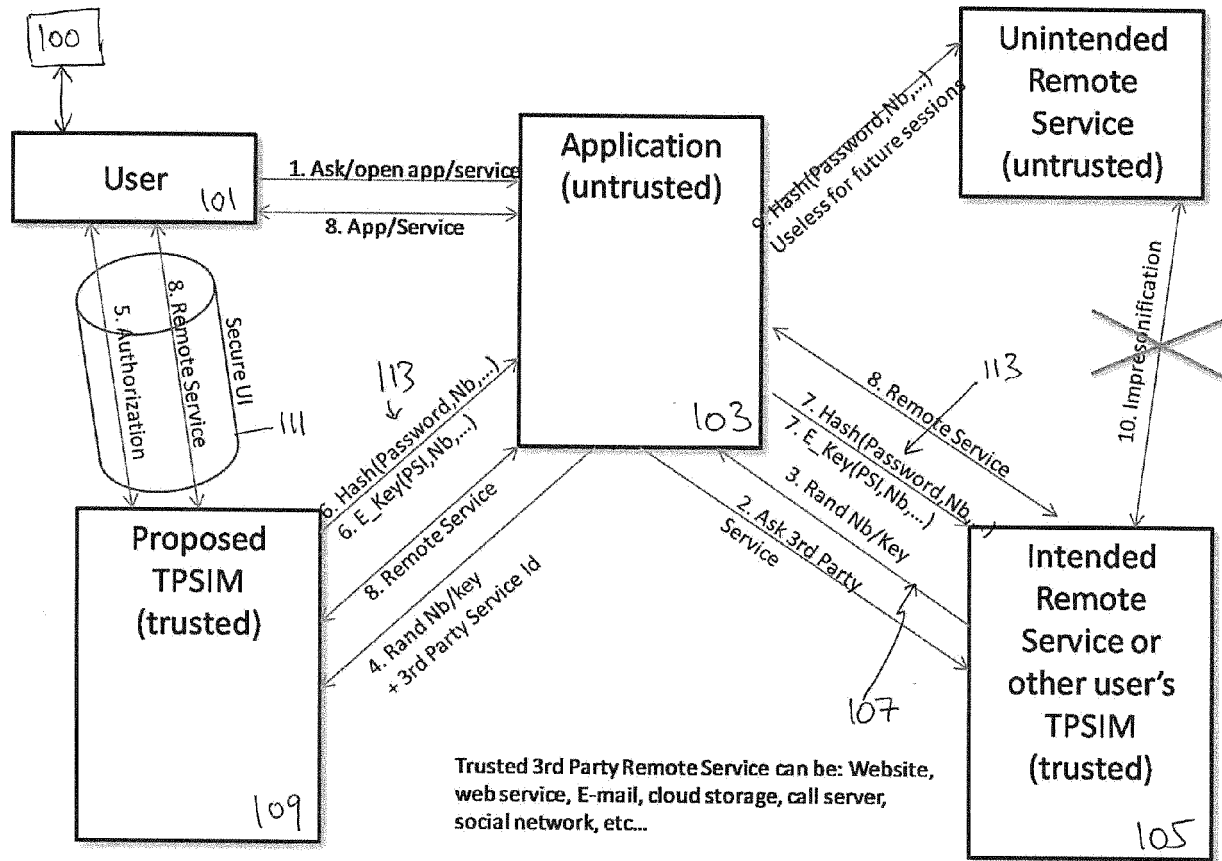 100
User
101
1. Ask/open app/service
8. App/Service
Application
(untrusted)
103
9. Hash(Password,Nb,...)
Useless for future sessions
Unintended
Remote
Service
(untrusted)
10. Impresonification
5. Authorization
8. Remote Service
Secure UI
111
113
6. Hash(Password,Nb,...)
6. E_Key(PSI,Nb,...)
8. Remote Service
4. Rand Nb/key
+ 3rd Party Service Id
8. Remote Service
113
7. Hash(Password,Nb,...)
7. E_Key(PSI,Nb,...)
3. Rand Nb/Key
2. Ask 3rd Party
Service
107
Proposed
TPSIM
(trusted)
109
Intended
Remote
Service or
other user's
TPSIM
(trusted)
105
Trusted 3rd Party Remote Service can be: Website,
web service, E-mail, cloud storage, call server,
social network, etc...